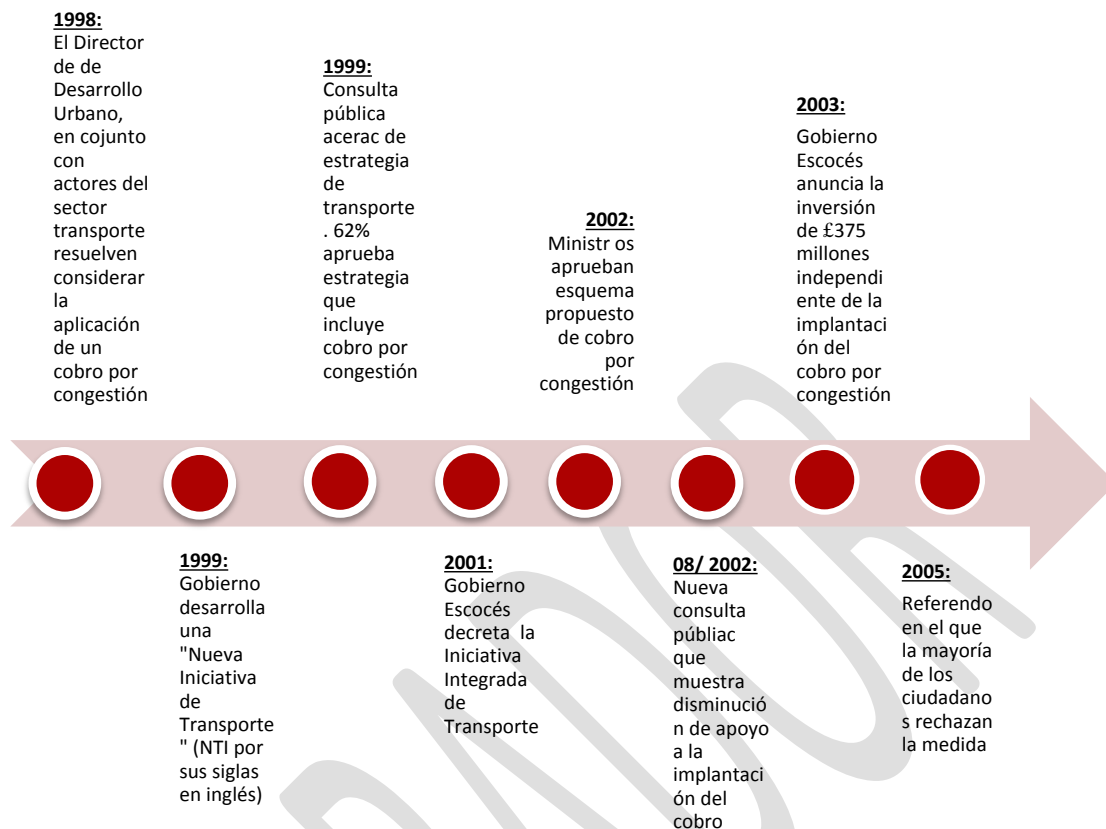 1998:
El Director
de de
Desarrollo
Urbano,
en cojunto
con
actores del
sector
transporte
resuelven
considerar
la
aplicación
de un
cobro por
congestión
1999:
Gobierno
desarrolla
una
"Nueva
Iniciativa
de
Transporte
" (NTI por
sus siglas
en inglés)
1999:
Consulta
pública
acerac de
estrategia
de
transporte
. 62%
aprueba
estrategia
que
incluye
cobro por
congestión
2001:
Gobierno
Escocés
decreta la
Iniciativa
Integrada
de
Transporte
2002:
Ministr os
aprueban
esquema
propuesto
de cobro
por
congestión
08/ 2002:
Nueva
consulta
públiac
que
muestra
disminució
n de apoyo
a la
implantaci
ón del
cobro
2003:
Gobierno
Escocés
anuncia la
inversión
de £375
millones
independi
ente de la
implantaci
ón del
cobro por
congestión
2005:
Referendo
en el que
la mayoría
de los
ciudadano
s rechazan
la medida